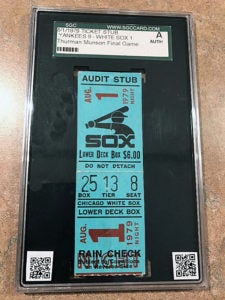 SGC
WWW.SGCCARD.COM
8/1/1979 TICKET STUB
YANKEES 9 - WHITE SOX 1
Thurman Munson Final Game
A
AUTH
AUDIT STUB
AUG. 1 1979 NIGHT
SOX
LOWER DECK BOX $6.00
DO NOT DETACH
25 13 8
BOX TIER SEAT
CHICAGO WHITE SOX
LOWER DECK BOX
AUG. 1 1979 NIGHT
RAIN CHECK